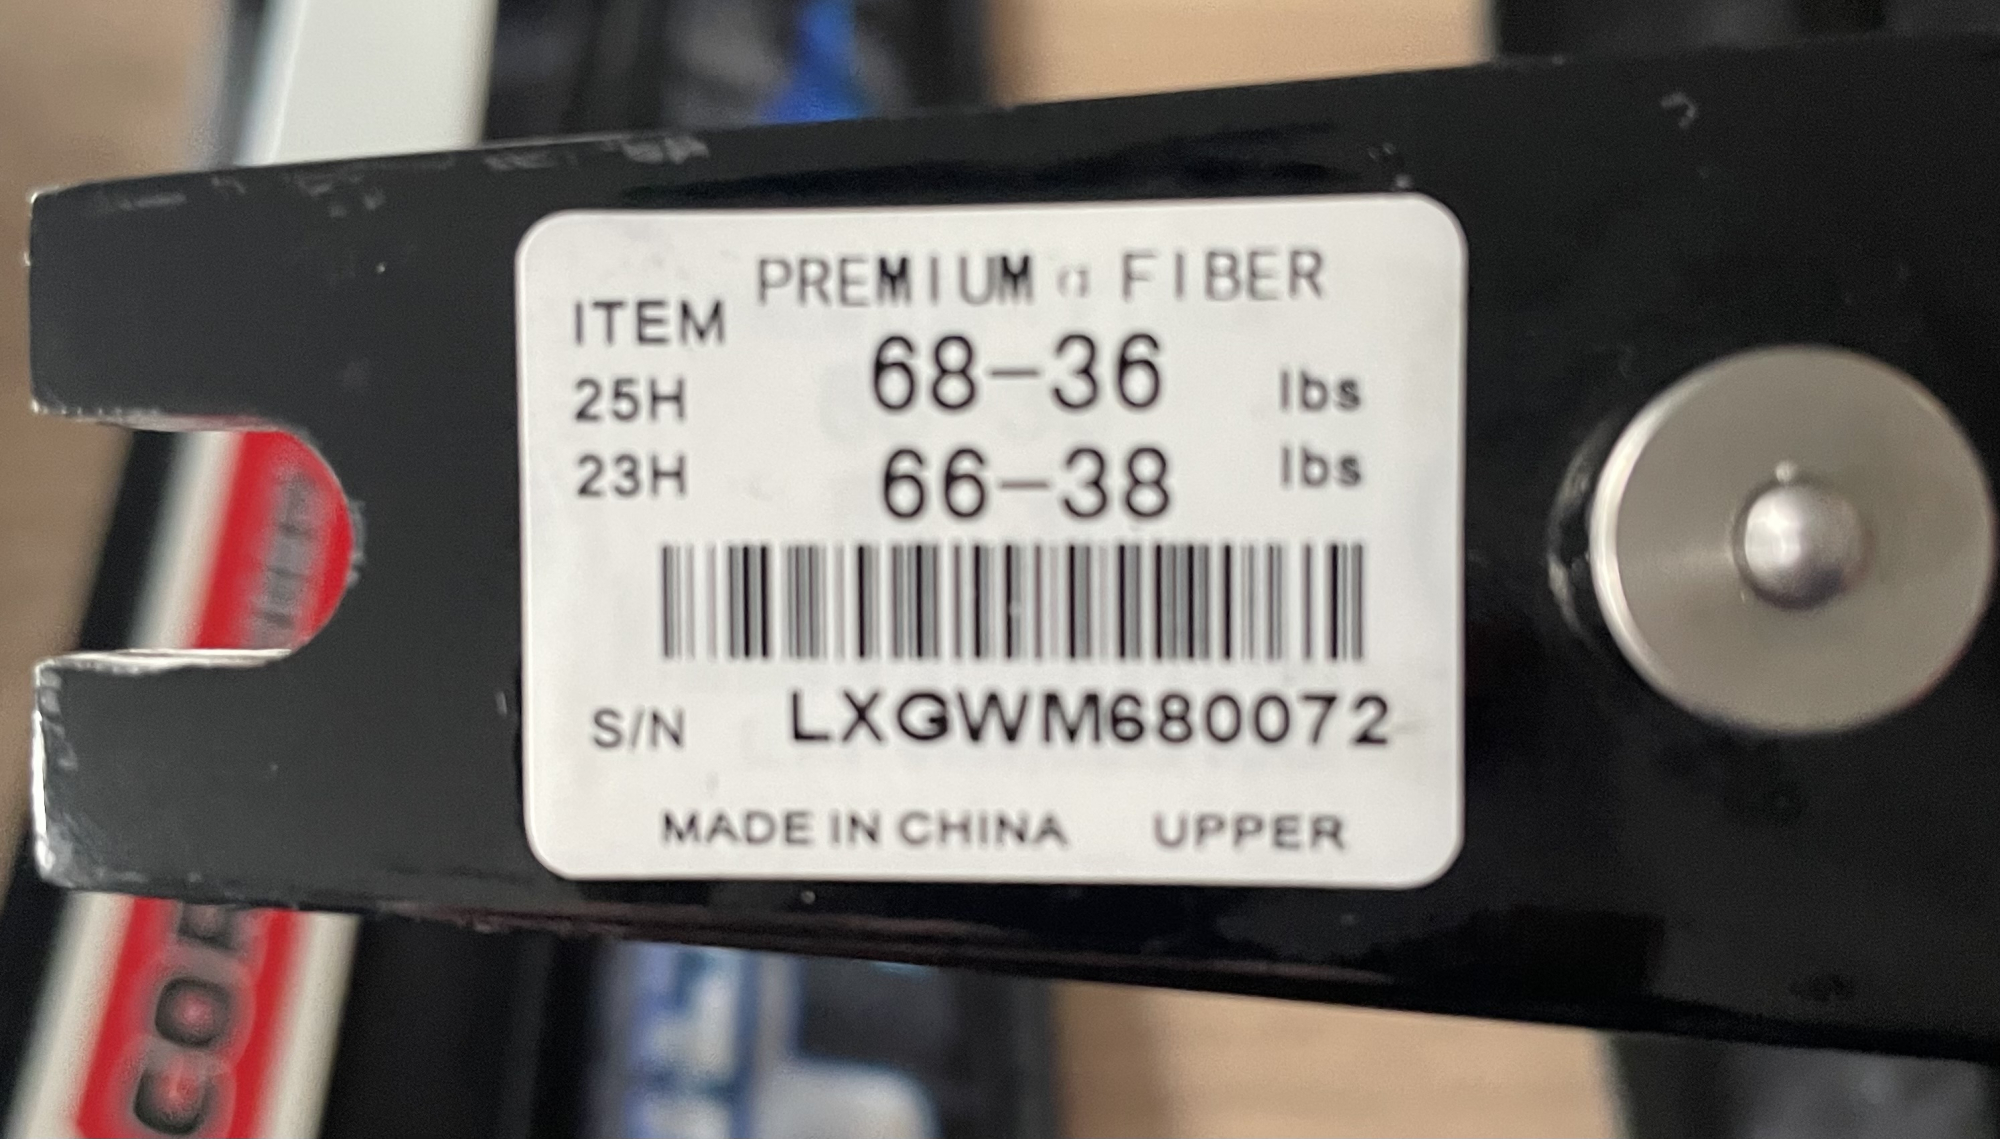 PREMIUM α FIBER
ITEM
25H 68-36 lbs
23H 66-38 lbs
S/N LXGWM680072
MADE IN CHINA UPPER